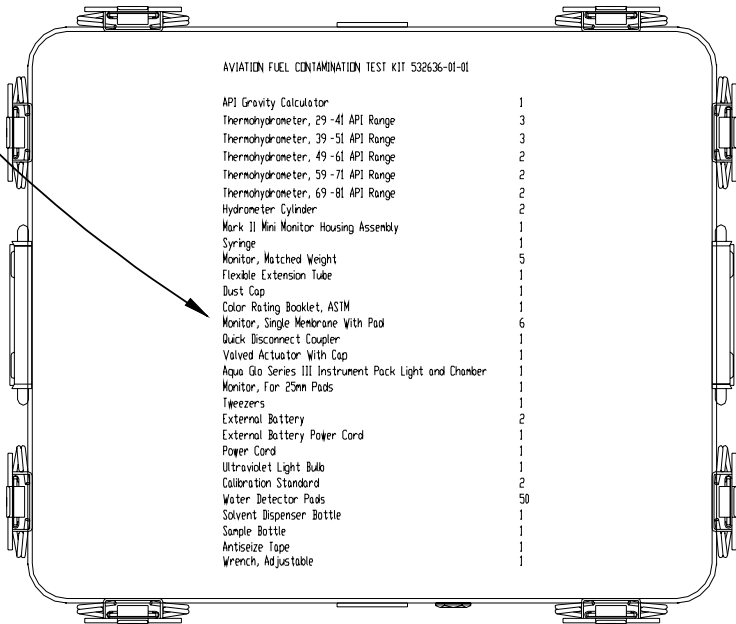 AVIATION FUEL CONTAMINATION TEST KIT 532636-01-01
API Gravity Calculator 1
Thermohydrometer, 29 -41 API Range 3
Thermohydrometer, 39 -51 API Range 3
Thermohydrometer, 49 -61 API Range 2
Thermohydrometer, 59 -71 API Range 2
Thermohydrometer, 69 -81 API Range 2
Hydrometer Cylinder 2
Mark II Mini Monitor Housing Assembly 1
Syringe 1
Monitor, Matched Weight 5
Flexible Extension Tube 1
Dust Cap 1
Color Rating Booklet, ASTM 1
Monitor, Single Membrane With Pad 6
Quick Disconnect Coupler 1
Valved Actuator With Cap 1
Aqua Glo Series III Instrument Pack Light and Chamber 1
Monitor, For 25mm Pads 1
Tweezers 1
External Battery 2
External Battery Power Cord 1
Power Cord 1
Ultraviolet Light Bulb 1
Calibration Standard 2
Water Detector Pads 50
Solvent Dispenser Bottle 1
Sample Bottle 1
Antiseize Tape 1
Wrench, Adjustable 1